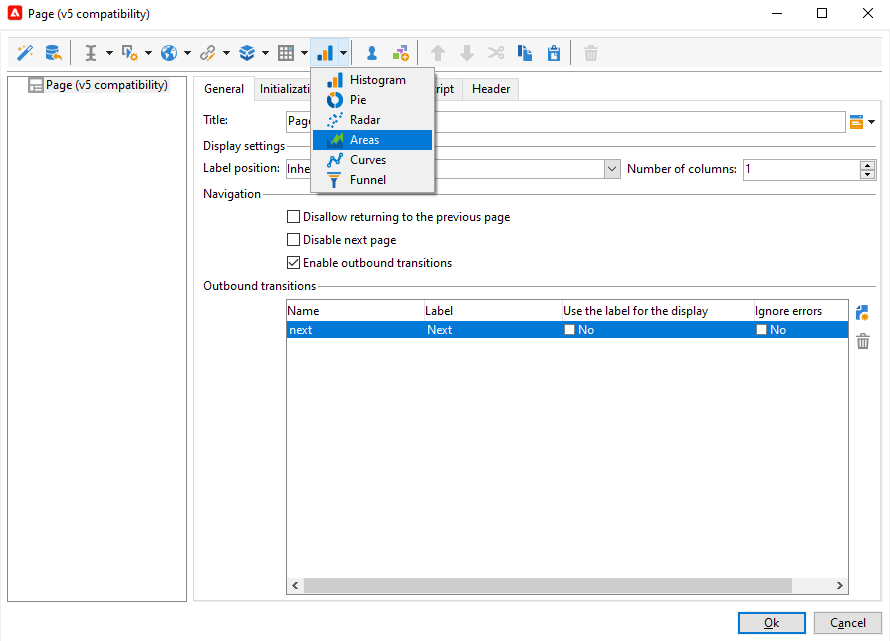 Page (v5 compatibility)
Page (v5 compatibility)
General Initializati ript Header
Histogram
Pie
Radar
Areas
Curves
Funnel
Title: Page
Display settings
Label position: Inhe Number of columns: 1
Navigation
Disallow returning to the previous page
Disable next page
Enable outbound transitions
Outbound transitions
Name Label Use the label for the display Ignore errors
next Next No No
Ok Cancel